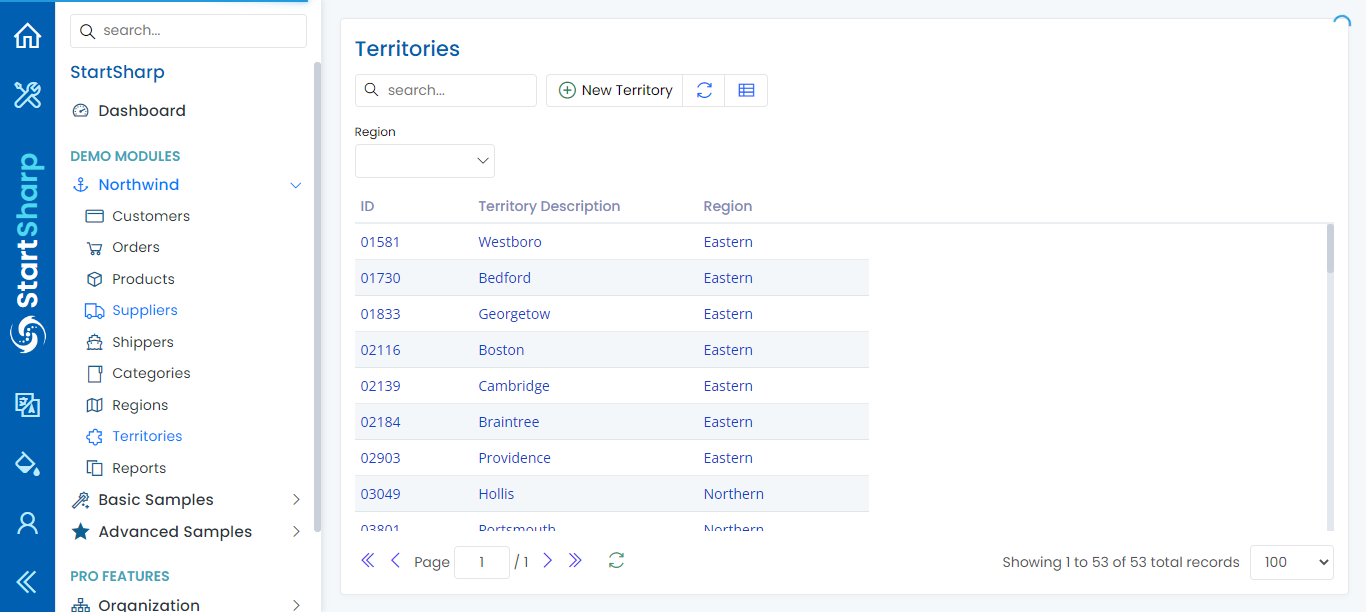 StartSharp
search...
StartSharp
Dashboard
DEMO MODULES
Northwind
Customers
Orders
Products
Suppliers
Shippers
Categories
Regions
Territories
Reports
Basic Samples
Advanced Samples
PRO FEATURES
Organization
Territories
search...
New Territory
Region
ID Territory Description Region
01581 Westboro Eastern
01730 Bedford Eastern
01833 Georgetow Eastern
02116 Boston Eastern
02139 Cambridge Eastern
02184 Braintree Eastern
02903 Providence Eastern
03049 Hollis Northern
03801 Portsmouth Northern
Page 1 / 1
Showing 1 to 53 of 53 total records 100